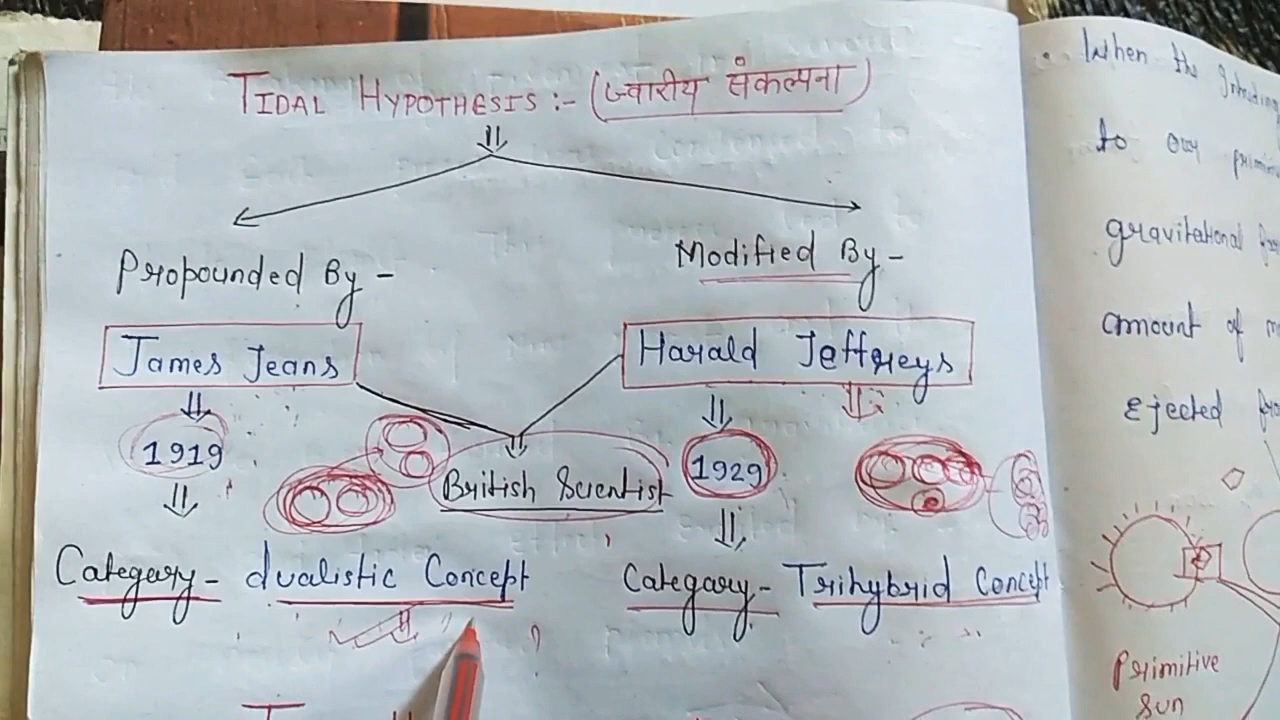 TIDAL HYPOTHESIS :- (ज्वारीय संकल्पना)
Propounded By -
Modified By -
James Jeans
Harald Jeffreys
1919
British Scientist
1929
Category - dualistic Concept
Category - Trihybrid Concept
. When the
to our
gravitational
amount of
Ejected
Primitive
Sun